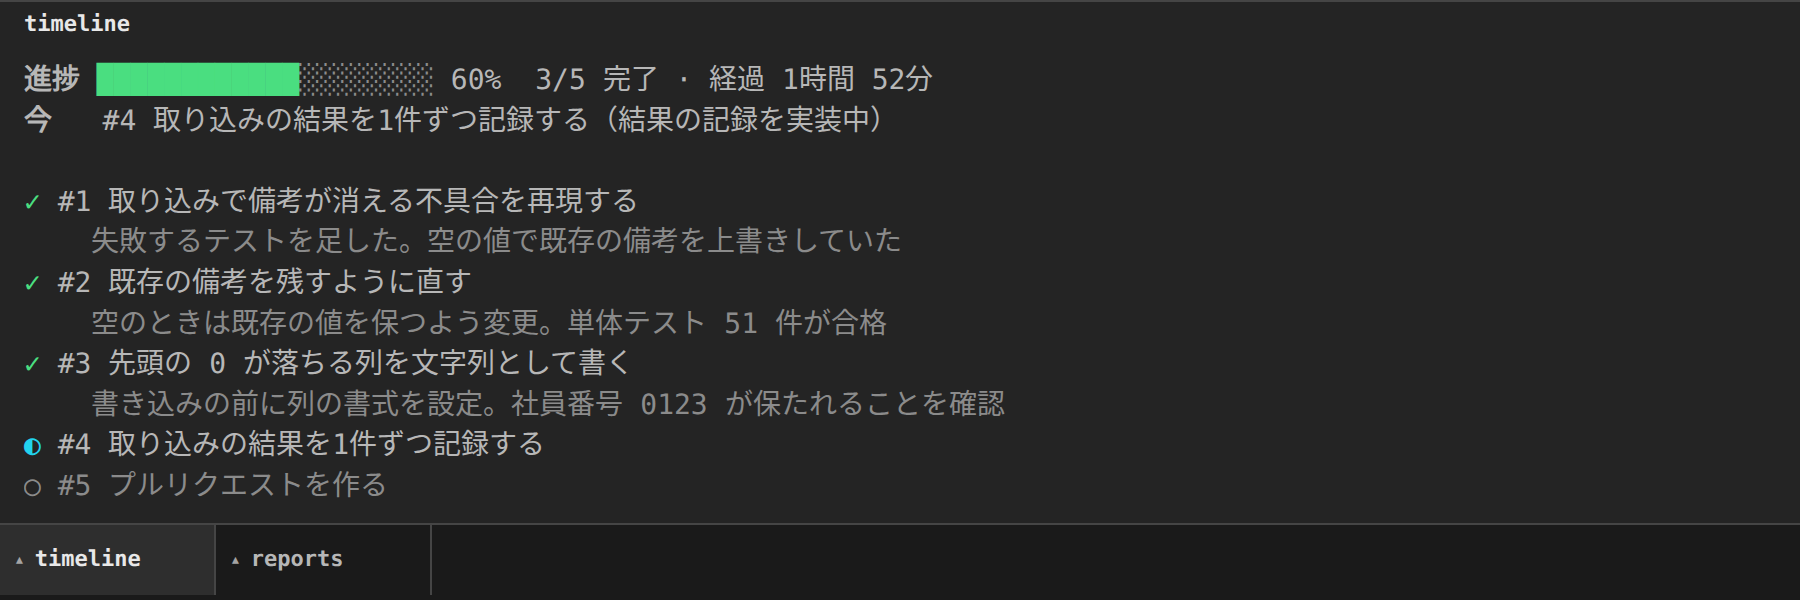 timeline
進捗 ████████████░░░░░░░░ 60%  3/5 完了 · 経過 1時間 52分
今   #4 取り込みの結果を1件ずつ記録する（結果の記録を実装中）
✓ #1 取り込みで備考が消える不具合を再現する
失敗するテストを足した。空の値で既存の備考を上書きしていた
✓ #2 既存の備考を残すように直す
空のときは既存の値を保つよう変更。単体テスト 51 件が合格
✓ #3 先頭の 0 が落ちる列を文字列として書く
書き込みの前に列の書式を設定。社員番号 0123 が保たれることを確認
◐ #4 取り込みの結果を1件ずつ記録する
○ #5 プルリクエストを作る
▴ timeline ▴ reports